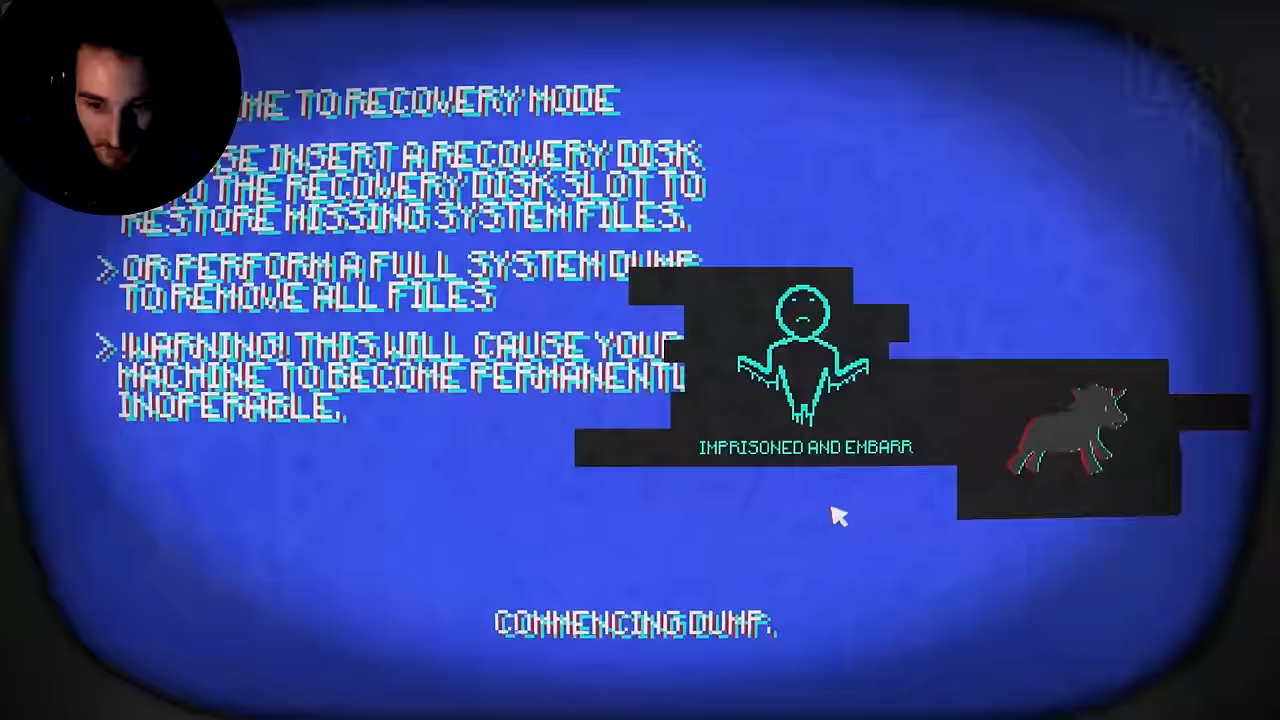 ME TO RECOVERY MODE
SE INSERT A RECOVERY DISK
TO THE RECOVERY DISK SLOT TO
RESTORE MISSING SYSTEM FILES.
> OR PERFORM A FULL SYSTEM DUMP
TO REMOVE ALL FILES
> !WARNING! THIS WILL CAUSE YOUR
MACHINE TO BECOME PERMANENTL
INOPERABLE.
IMPRISONED AND EMBARR
COMMENCING DUMP.